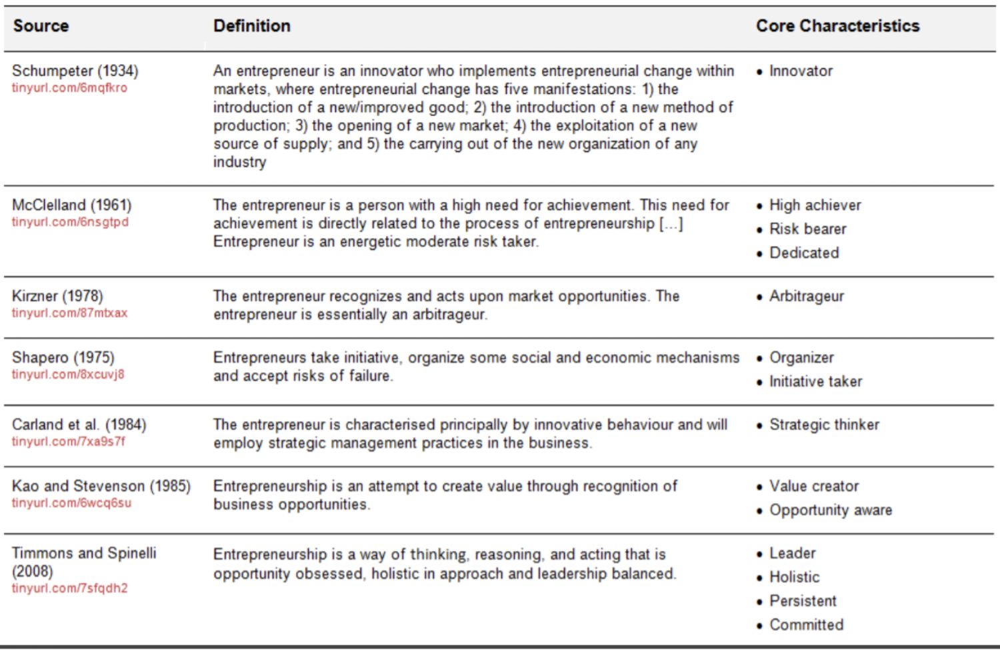 Source Definition Core Characteristics
Schumpeter (1934)
tinyurl.com/6mqfkro
An entrepreneur is an innovator who implements entrepreneurial change within
markets, where entrepreneurial change has five manifestations: 1) the
introduction of a new/improved good; 2) the introduction of a new method of
production; 3) the opening of a new market; 4) the exploitation of a new
source of supply; and 5) the carrying out of the new organization of any
industry
• Innovator
McClelland (1961)
tinyurl.com/6nsgtpd
The entrepreneur is a person with a high need for achievement. This need for
achievement is directly related to the process of entrepreneurship [...]
Entrepreneur is an energetic moderate risk taker.
• High achiever
• Risk bearer
• Dedicated
Kirzner (1978)
tinyurl.com/87mtxax
The entrepreneur recognizes and acts upon market opportunities. The
entrepreneur is essentially an arbitrageur.
• Arbitrageur
Shapero (1975)
tinyurl.com/8xcuvj8
Entrepreneurs take initiative, organize some social and economic mechanisms
and accept risks of failure.
• Organizer
• Initiative taker
Carland et al. (1984)
tinyurl.com/7xa9s7f
The entrepreneur is characterised principally by innovative behaviour and will
employ strategic management practices in the business.
• Strategic thinker
Kao and Stevenson (1985)
tinyurl.com/6wcq6su
Entrepreneurship is an attempt to create value through recognition of
business opportunities.
• Value creator
• Opportunity aware
Timmons and Spinelli
(2008)
tinyurl.com/7sfqdh2
Entrepreneurship is a way of thinking, reasoning, and acting that is
opportunity obsessed, holistic in approach and leadership balanced.
• Leader
• Holistic
• Persistent
• Committed